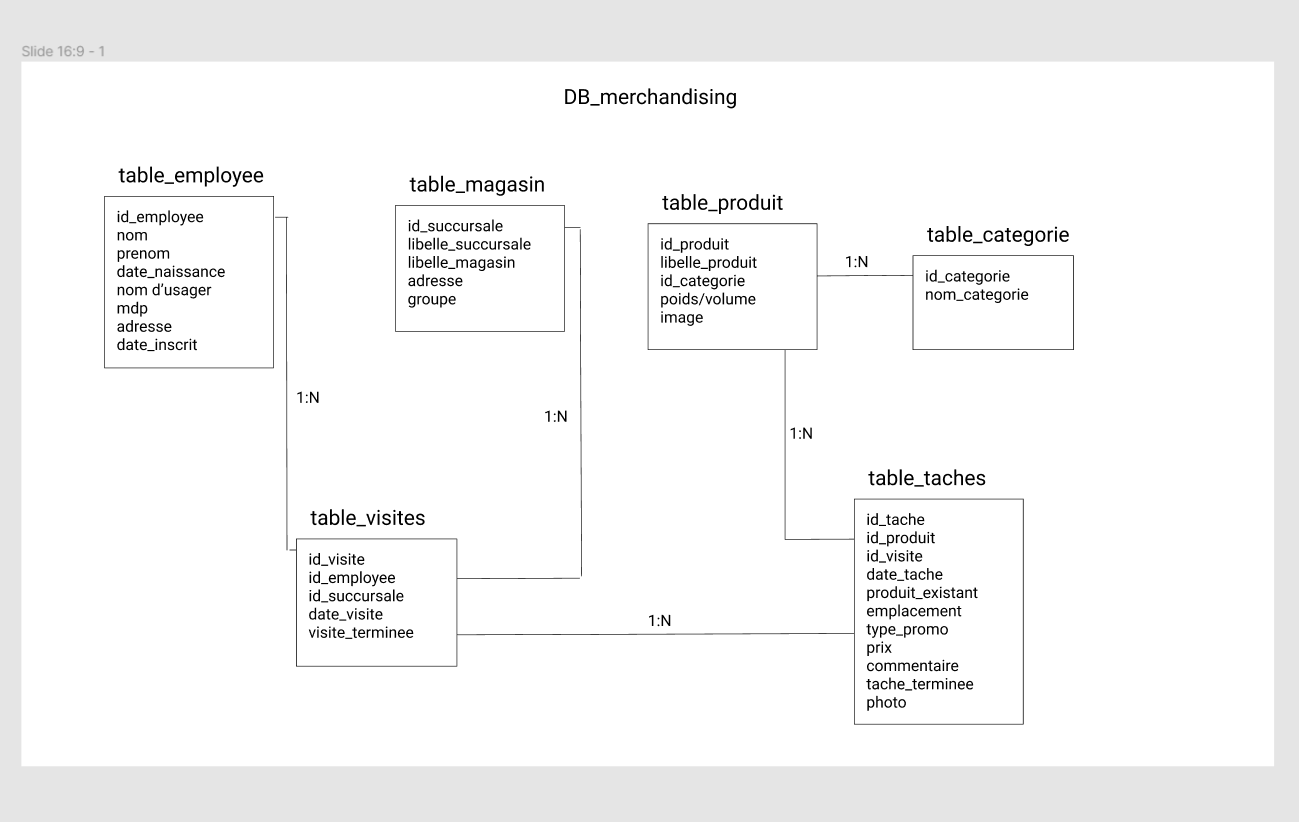 Slide 16:9 - 1
DB_merchandising
table_employee
id_employee
nom
prenom
date_naissance
nom d'usager
mdp
adresse
date_inscrit
table_magasin
id_succursale
libelle_succursale
libelle_magasin
adresse
groupe
table_produit
id_produit
libelle_produit
id_categorie
poids/volume
image
1:N
table_categorie
id_categorie
nom_categorie
1:N
1:N
1:N
table_visites
id_visite
id_employee
id_succursale
date_visite
visite_terminee
1:N
table_taches
id_tache
id_produit
id_visite
date_tache
produit_existant
emplacement
type_promo
prix
commentaire
tache_terminee
photo